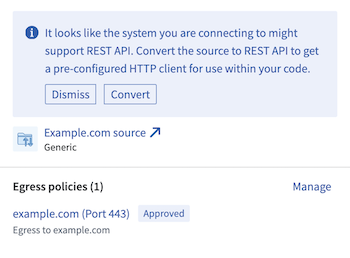 It looks like the system you are connecting to might
support REST API. Convert the source to REST API to get
a pre-configured HTTP client for use within your code.
Dismiss Convert
Example.com source
Generic
Egress policies (1) Manage
example.com (Port 443) Approved
Egress to example.com